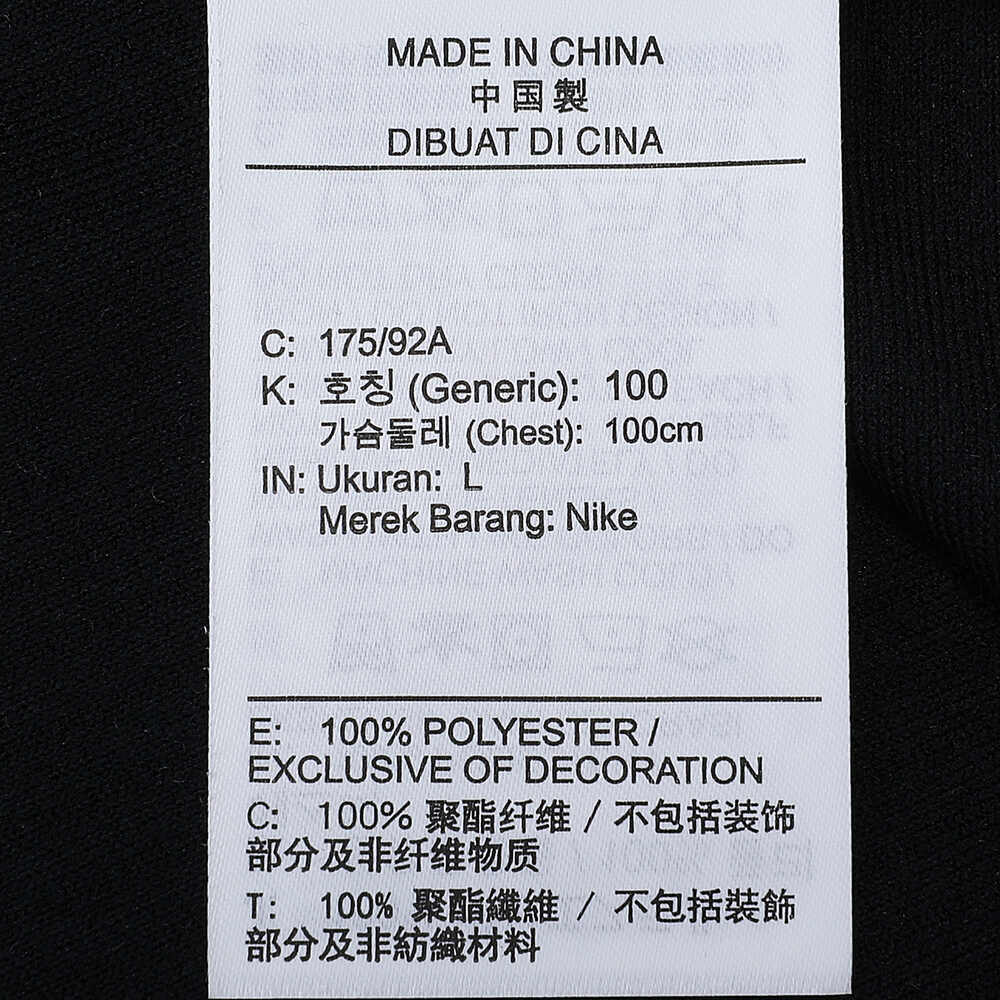 MADE IN CHINA
中国製
DIBUAT DI CINA
C: 175/92A
K: 호칭 (Generic): 100
가슴둘레 (Chest): 100cm
IN: Ukuran: L
Merek Barang: Nike
E: 100% POLYESTER /
EXCLUSIVE OF DECORATION
C: 100% 聚酯纤维 / 不包括装饰
部分及非纤维物质
T: 100% 聚酯纖維 / 不包括裝飾
部分及非紡織材料